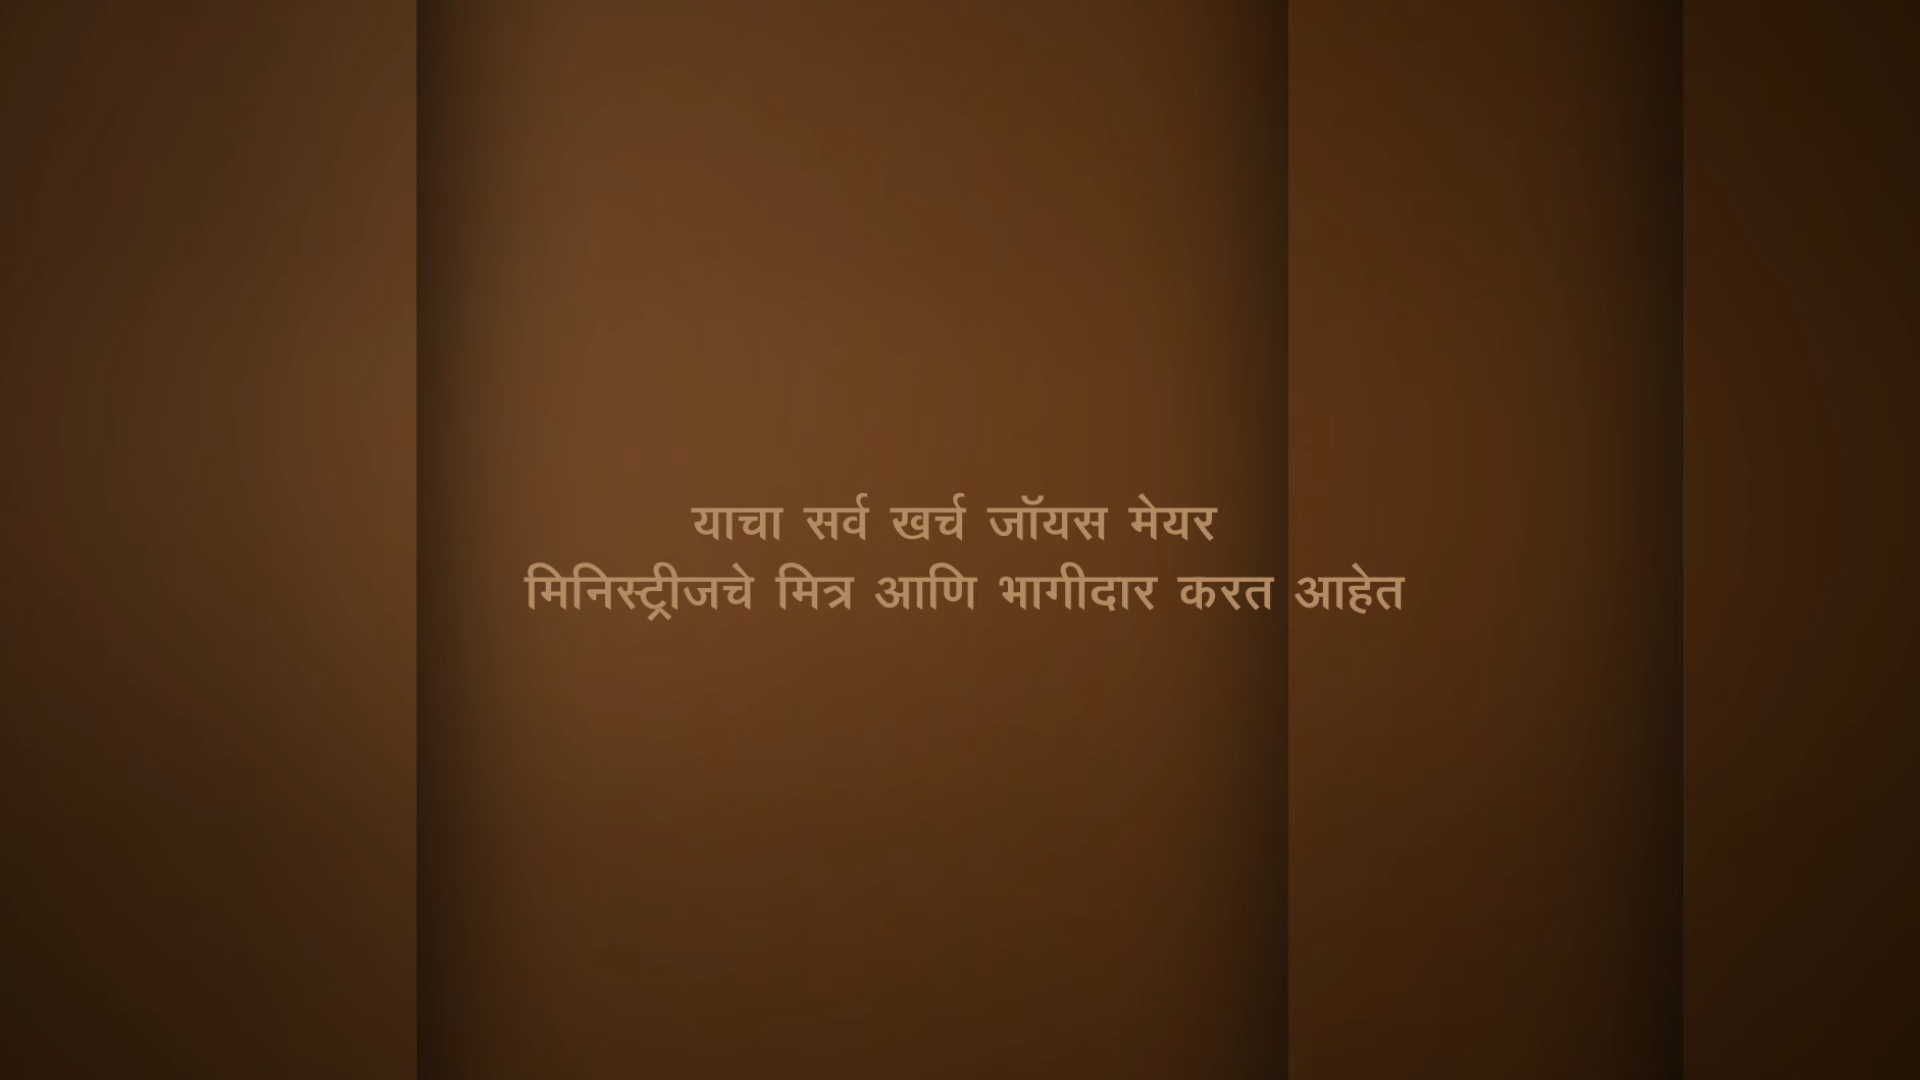 याचा सर्व खर्च जॉयस मेयर
मिनिस्ट्रीजचे मित्र आणि भागीदार करत आहेत